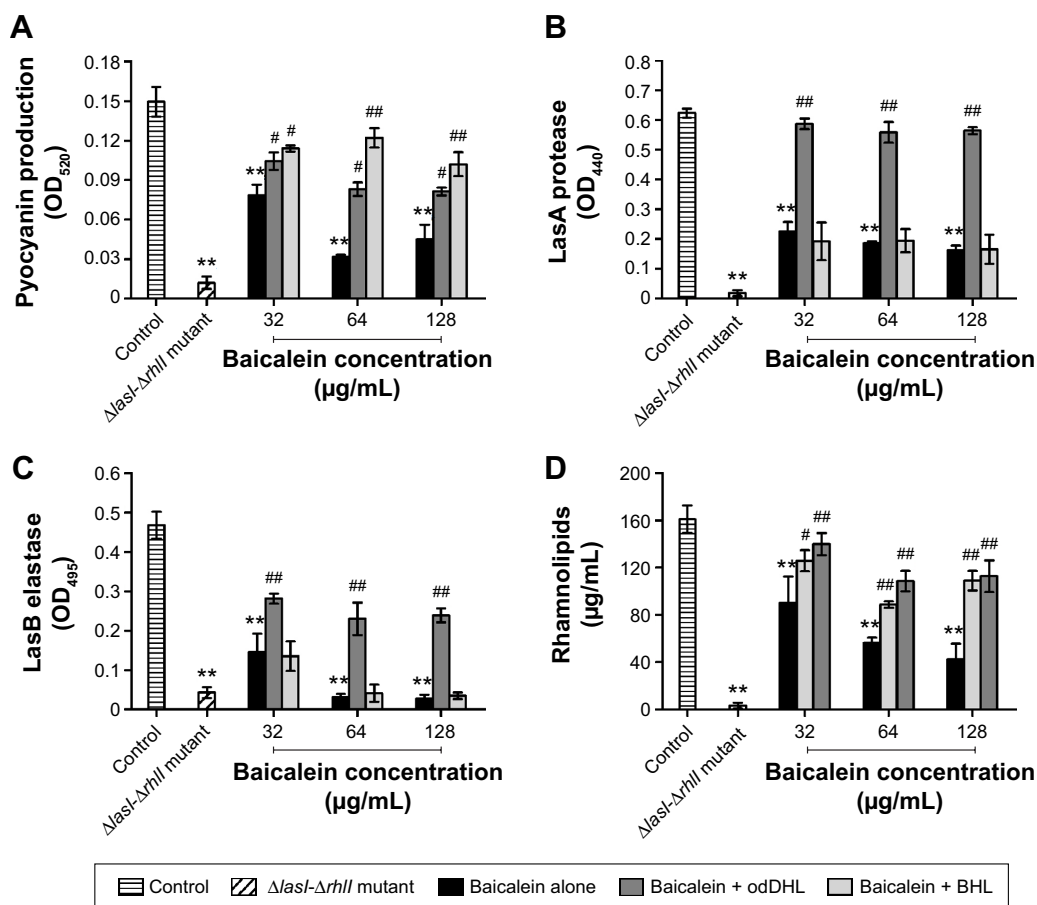 A
Pyocyanin production
(OD520)
0.18
0.15
0.12
0.09
0.06
0.03
0
**
**
#
#
**
#
##
**
#
##
Control
ΔlasI-ΔrhlI mutant
32
64
128
Baicalein concentration
(µg/mL)
B
LasA protease
(OD440)
0.8
0.7
0.6
0.5
0.4
0.3
0.2
0.1
0
**
**
##
**
##
**
##
Control
ΔlasI-ΔrhlI mutant
32
64
128
Baicalein concentration
(µg/mL)
C
LasB elastase
(OD495)
0.6
0.5
0.4
0.3
0.2
0.1
0
**
**
##
**
##
**
##
Control
ΔlasI-ΔrhlI mutant
32
64
128
Baicalein concentration
(µg/mL)
D
Rhamnolipids
(µg/mL)
200
160
120
80
40
0
**
**
#
##
**
##
##
**
##
##
Control
ΔlasI-ΔrhlI mutant
32
64
128
Baicalein concentration
(µg/mL)
Control ΔlasI-ΔrhlI mutant Baicalein alone Baicalein + odDHL Baicalein + BHL